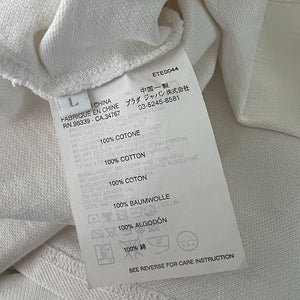 ETE0044
L
CHINA
FABRIQUE EN CHINE
RN.98339 - CA.34767
中国製
プラダ ジャパン株式会社
03-5245-8581
100% COTONE
100% COTTON
100% COTON
100% BAUMWOLLE
100% ALGODÓN
100% 綿
SEE REVERSE FOR CARE INSTRUCTION